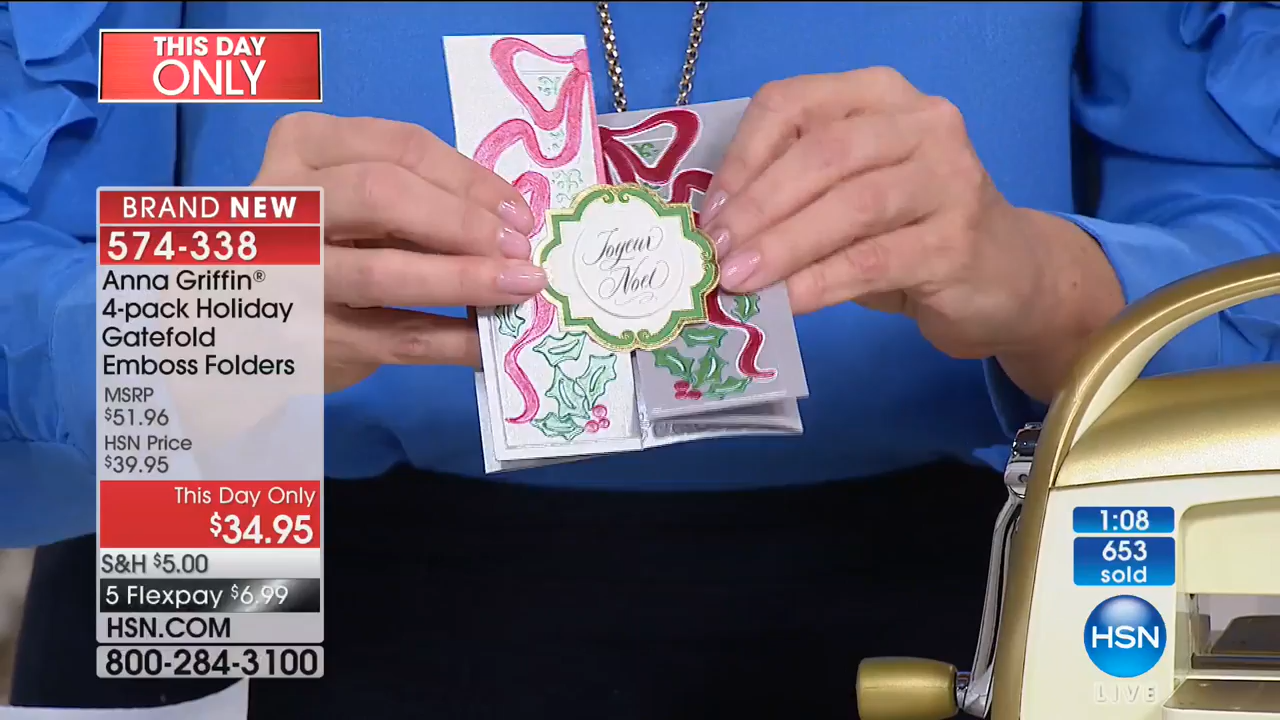 THIS DAY
ONLY
BRAND NEW
574-338
Anna Griffin®
4-pack Holiday
Gatefold
Emboss Folders
MSRP
$51.96
HSN Price
$39.95
This Day Only
$34.95
S&H $5.00
5 Flexpay $6.99
HSN.COM
800-284-3100
Joyeux
Noel
1:08
653
sold
HSN
LIVE